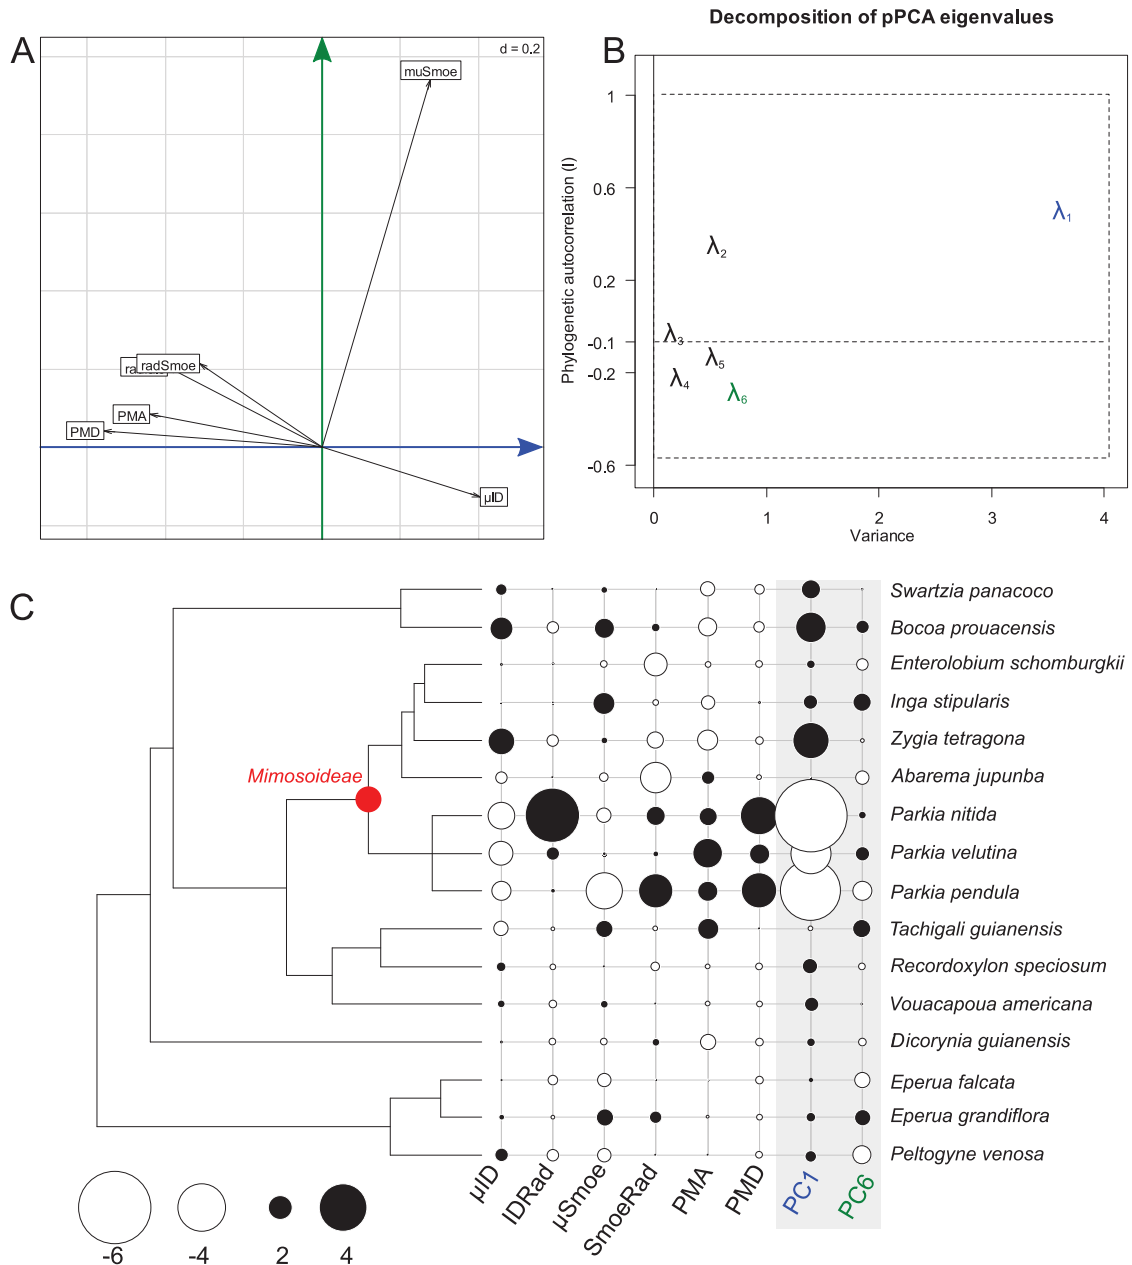 Decomposition of pPCA eigenvalues
A
d = 0.2
muSmoe
radSmoe
PMA
PMD
µID
B
Phylogenetic autocorrelation (I)
1
0.6
0.2
-0.1
-0.2
-0.6
λ1
λ2
λ3
λ5
λ4
λ6
0 1 2 3 4
Variance
C
Mimosoideae
Swartzia panacoco
Bocoa prouacensis
Enterolobium schomburgkii
Inga stipularis
Zygia tetragona
Abarema jupunba
Parkia nitida
Parkia velutina
Parkia pendula
Tachigali guianensis
Recordoxylon speciosum
Vouacapoua americana
Dicorynia guianensis
Eperua falcata
Eperua grandiflora
Peltogyne venosa
µID
IDRad
µSmoe
SmoeRad
PMA
PMD
PC1
PC6
-6 -4 2 4